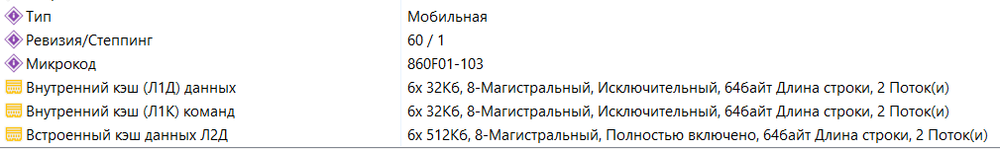 Тип Мобильная
Ревизия/Степпинг 60 / 1
Микрокод 860F01-103
Внутренний кэш (Л1Д) данных 6x 32Кб, 8-Магистральный, Исключительный, 64байт Длина строки, 2 Поток(и)
Внутренний кэш (Л1К) команд 6x 32Кб, 8-Магистральный, Исключительный, 64байт Длина строки, 2 Поток(и)
Встроенный кэш данных Л2Д 6x 512Кб, 8-Магистральный, Полностью включено, 64байт Длина строки, 2 Поток(и)